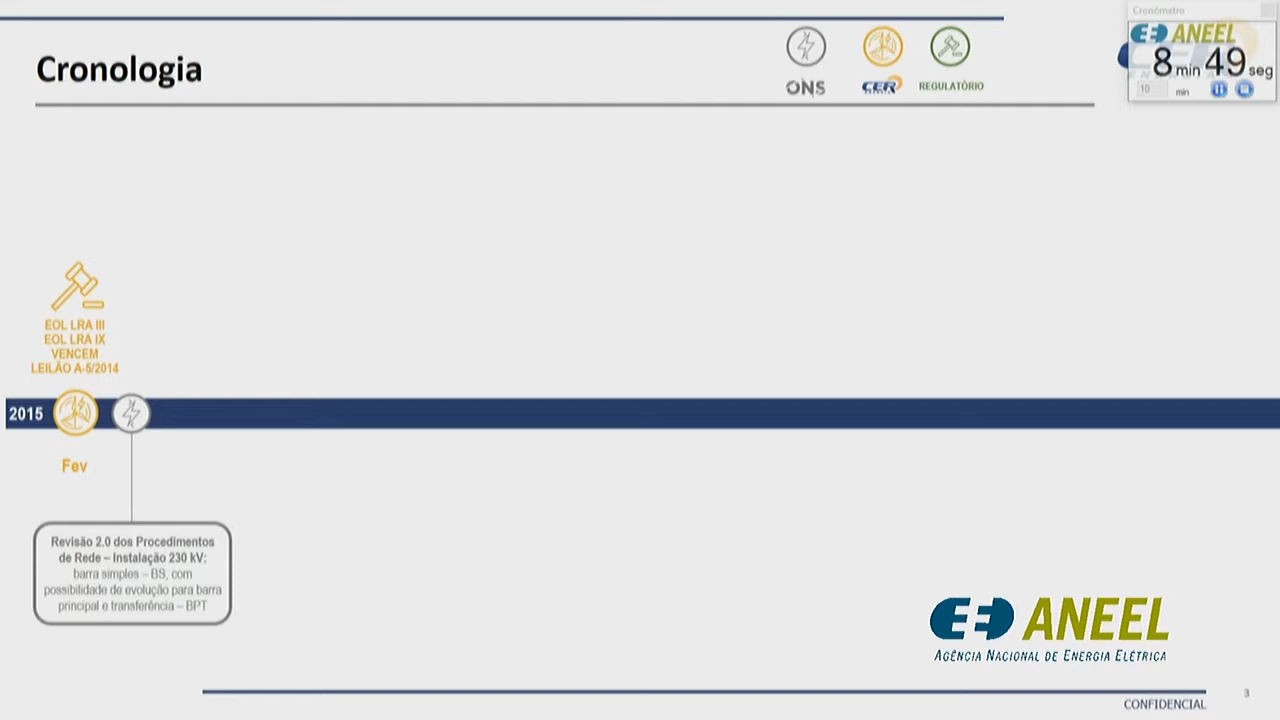 Cronômetro
ANEEL
8 min 49 seg
10 min
Cronologia
ONS
CER
REGULATÓRIO
EOL LRA III
EOL LRA IX
VENCEM
LEILÃO A-5/2014
2015
Fev
Revisão 2.0 dos Procedimentos
de Rede – Instalação 230 kV:
barra simples – BS, com
possibilidade de evolução para barra
principal e transferência – BPT
ANEEL
AGÊNCIA NACIONAL DE ENERGIA ELÉTRICA
CONFIDENCIAL
3